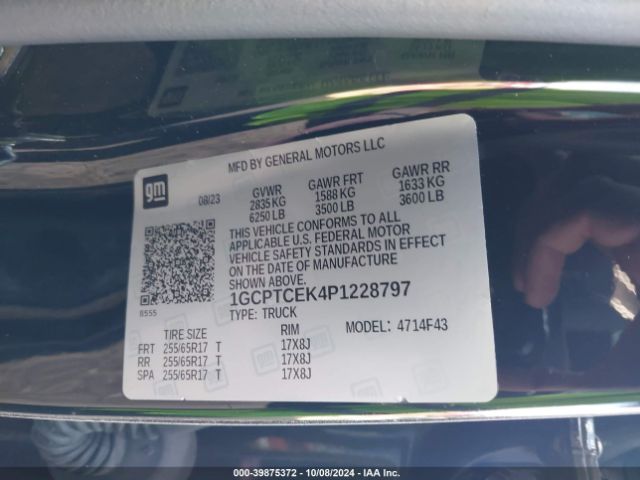 MFD BY GENERAL MOTORS LLC
gm
08/23
GVWR GAWR FRT GAWR RR
2835 KG 1588 KG 1633 KG
6250 LB 3500 LB 3600 LB
THIS VEHICLE CONFORMS TO ALL
APPLICABLE U.S. FEDERAL MOTOR
VEHICLE SAFETY STANDARDS IN EFFECT
ON THE DATE OF MANUFACTURE
SHOWN ABOVE.
8555
1GCPTCEK4P1228797
TYPE: TRUCK
TIRE SIZE RIM MODEL: 4714F43
FRT 255/65R17 T 17X8J
RR 255/65R17 T 17X8J
SPA 255/65R17 T 17X8J
000-39875372 | 10/08/2024 | IAA Inc.